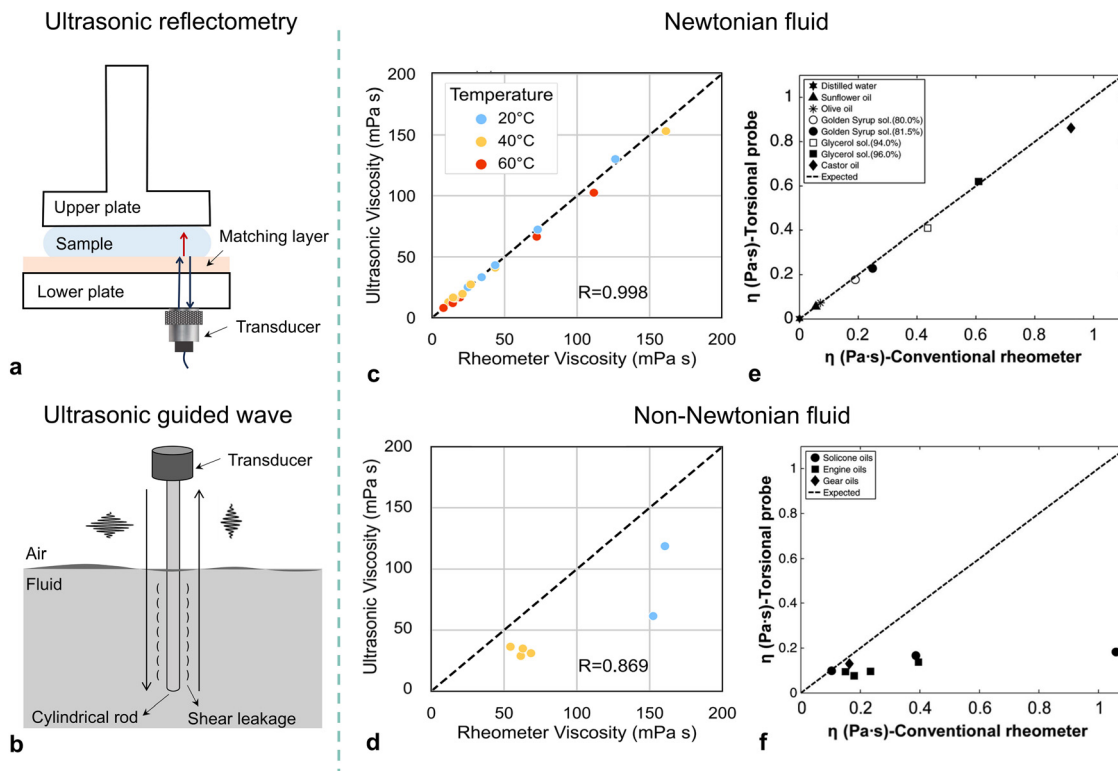 Ultrasonic reflectometry
Upper plate
Sample
Matching layer
Lower plate
Transducer
a
Ultrasonic guided wave
Transducer
Air
Fluid
Cylindrical rod
Shear leakage
b
Newtonian fluid
200
150
100
50
0
Ultrasonic Viscosity (mPa s)
Temperature
20°C
40°C
60°C
R=0.998
0
50
100
150
200
Rheometer Viscosity (mPa s)
c
1
0.8
0.6
0.4
0.2
0
η (Pa·s)-Torsional probe
Distilled water
Sunflower oil
Olive oil
Golden Syrup sol.(80.0%)
Golden Syrup sol.(81.5%)
Glycerol sol.(94.0%)
Glycerol sol.(96.0%)
Castor oil
Expected
0
0.2
0.4
0.6
0.8
1
η (Pa·s)-Conventional rheometer
e
Non-Newtonian fluid
200
150
100
50
0
Ultrasonic Viscosity (mPa s)
R=0.869
0
50
100
150
200
Rheometer Viscosity (mPa s)
d
1
0.8
0.6
0.4
0.2
0
η (Pa·s)-Torsional probe
Solicone oils
Engine oils
Gear oils
Expected
0
0.2
0.4
0.6
0.8
1
η (Pa·s)-Conventional rheometer
f